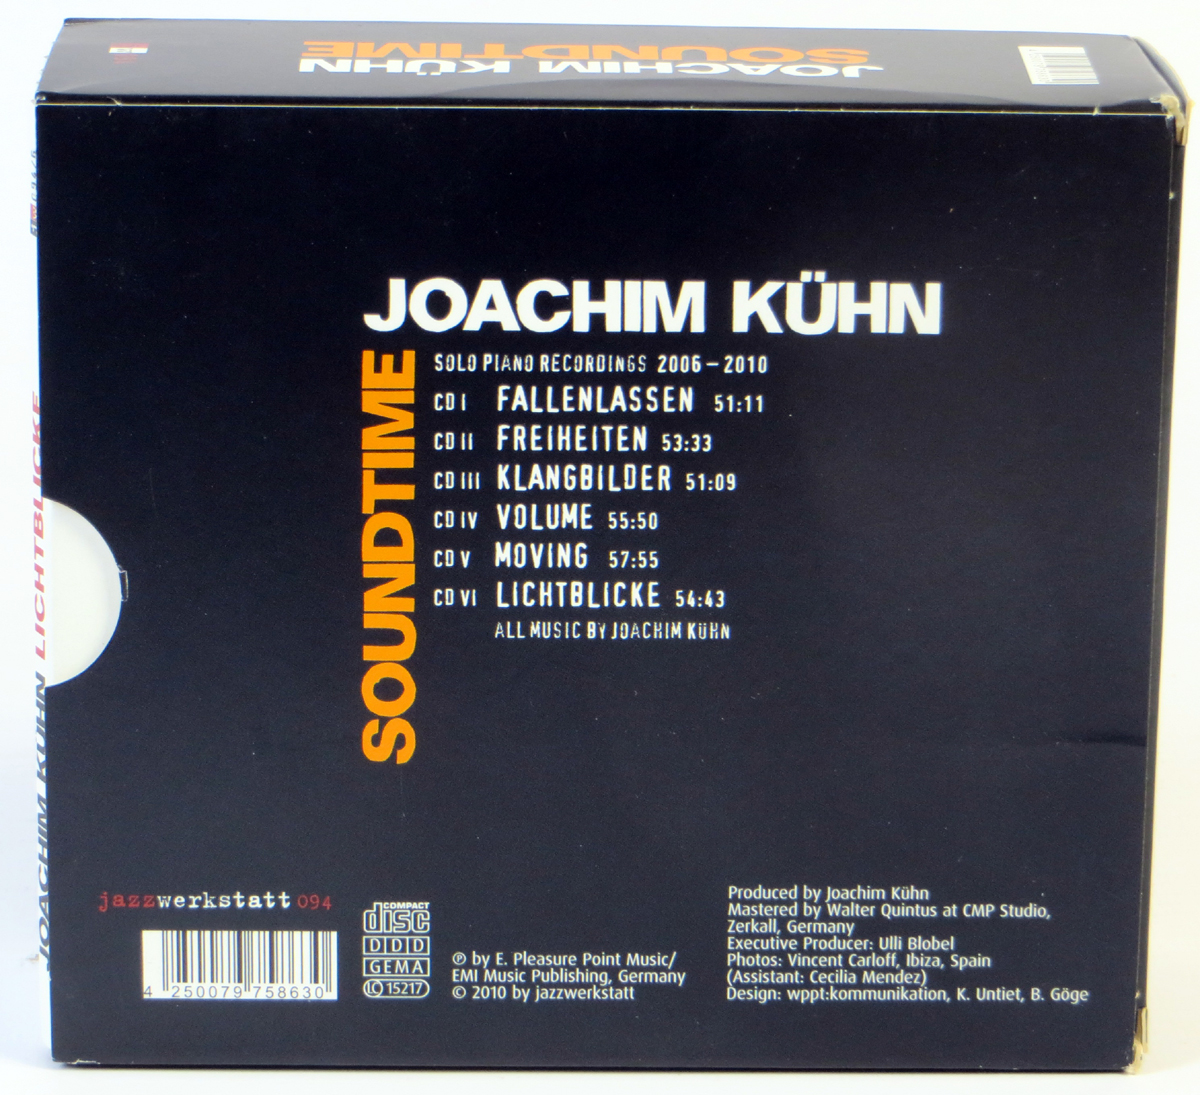 SOUNDTIME
JOACHIM KÜHN
JOACHIM KÜHN LICHTBLICKE
JOACHIM KÜHN
SOUNDTIME
SOLO PIANO RECORDINGS 2006 – 2010
CD I FALLENLASSEN 51:11
CD II FREIHEITEN 53:33
CD III KLANGBILDER 51:09
CD IV VOLUME 55:50
CD V MOVING 57:55
CD VI LICHTBLICKE 54:43
ALL MUSIC BY JOACHIM KÜHN
jazzwerkstatt 094
4 250079 758630
COMPACT
disc
DDD
GEMA
LC 15217
℗ by E. Pleasure Point Music/
EMI Music Publishing, Germany
© 2010 by jazzwerkstatt
Produced by Joachim Kühn
Mastered by Walter Quintus at CMP Studio,
Zerkall, Germany
Executive Producer: Ulli Blobel
Photos: Vincent Carloff, Ibiza, Spain
(Assistant: Cecilia Mendez)
Design: wppt:kommunikation, K. Untiet, B. Göge